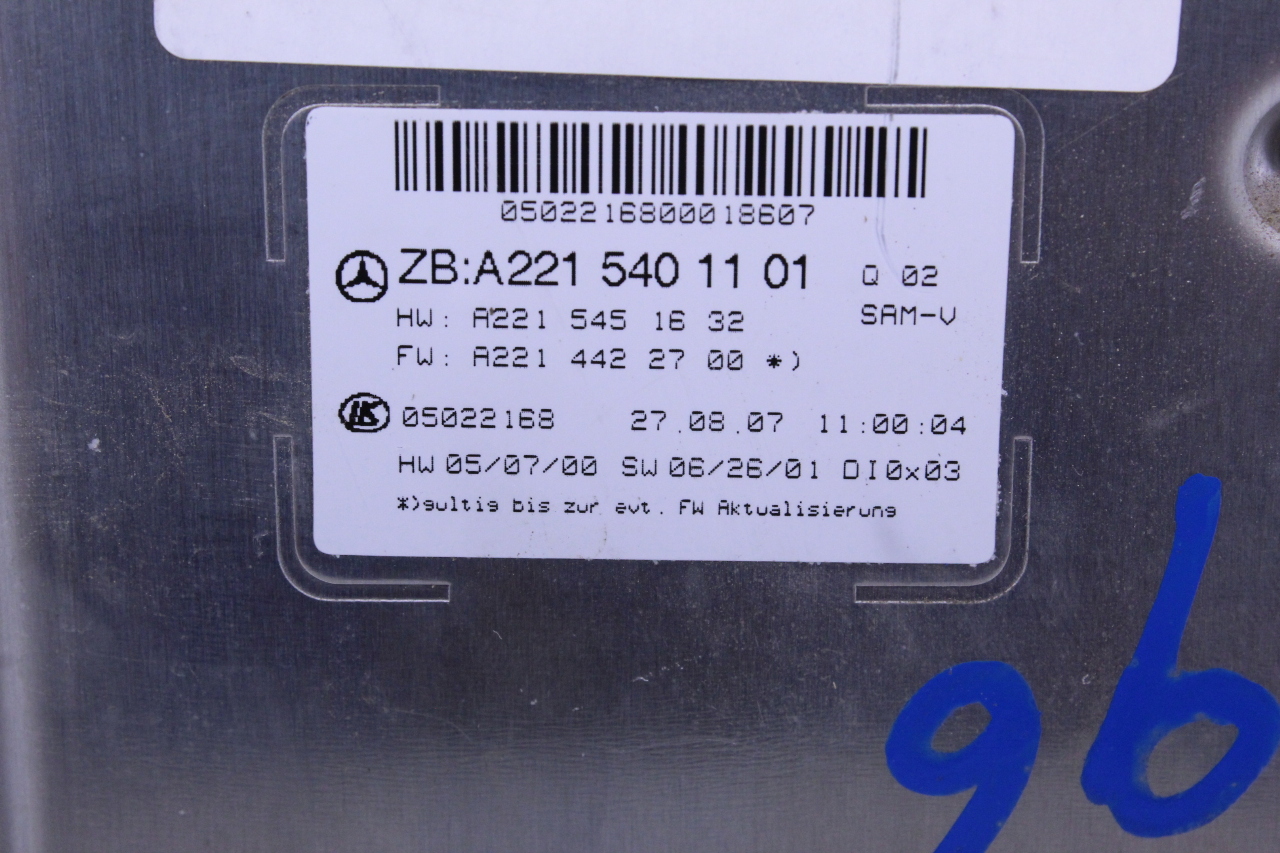 0502216800018607
ZB:A221 540 11 01 Q 02
HW: A221 545 16 32 SAM-V
FW: A221 442 27 00 *)
05022168 27.08.07 11:00:04
HW 05/07/00 SW 06/26/01 DI0x03
*)gultig bis zur evt. FW Aktualisierung
96